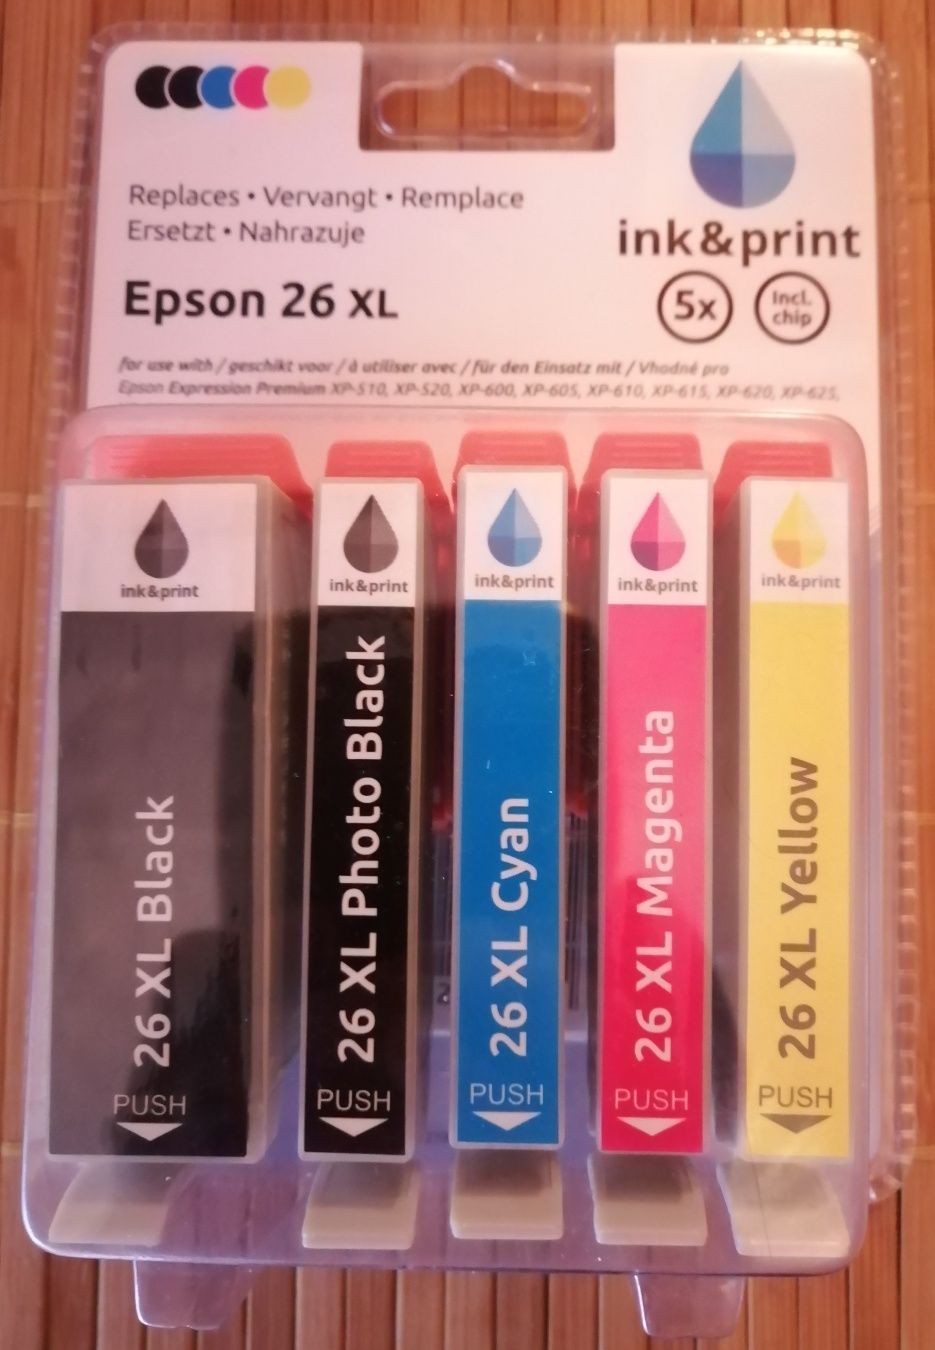 Replaces • Vervangt • Remplace
Ersetzt • Nahrazuje
ink&print
Epson 26 XL
5x
Incl.
chip
for use with / geschikt voor / à utiliser avec / für den Einsatz mit / Vhodné pro
Epson Expression Premium XP-510, XP-520, XP-600, XP-605, XP-610, XP-615, XP-620, XP-625,
ink&print
26 XL Black
PUSH
ink&print
26 XL Photo Black
PUSH
ink&print
26 XL Cyan
PUSH
ink&print
26 XL Magenta
PUSH
ink&print
26 XL Yellow
PUSH